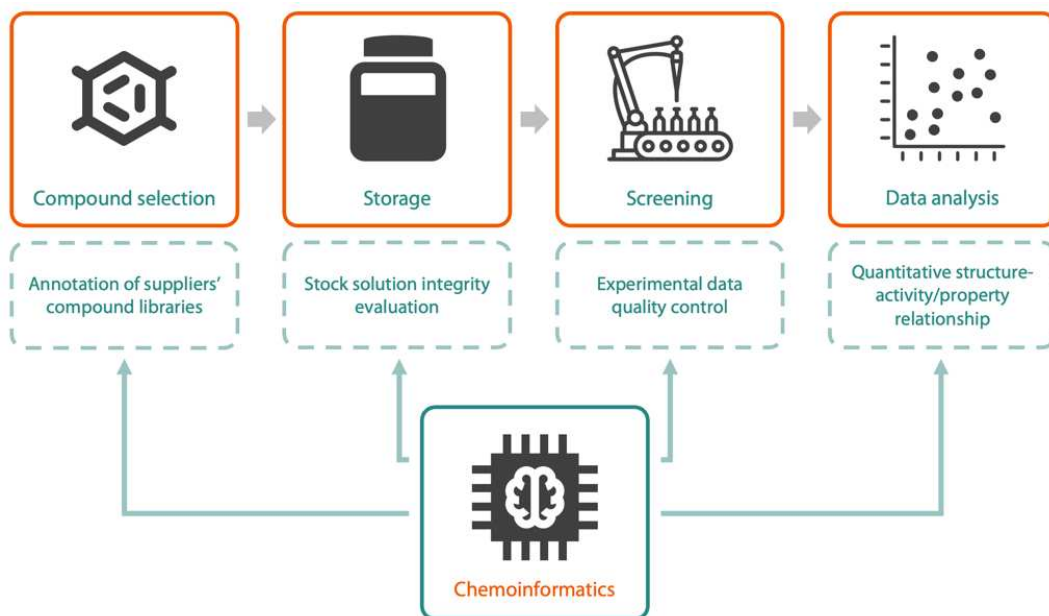 Compound selection
Storage
Screening
Data analysis
Annotation of suppliers’
compound libraries
Stock solution integrity
evaluation
Experimental data
quality control
Quantitative structure-
activity/property
relationship
Chemoinformatics